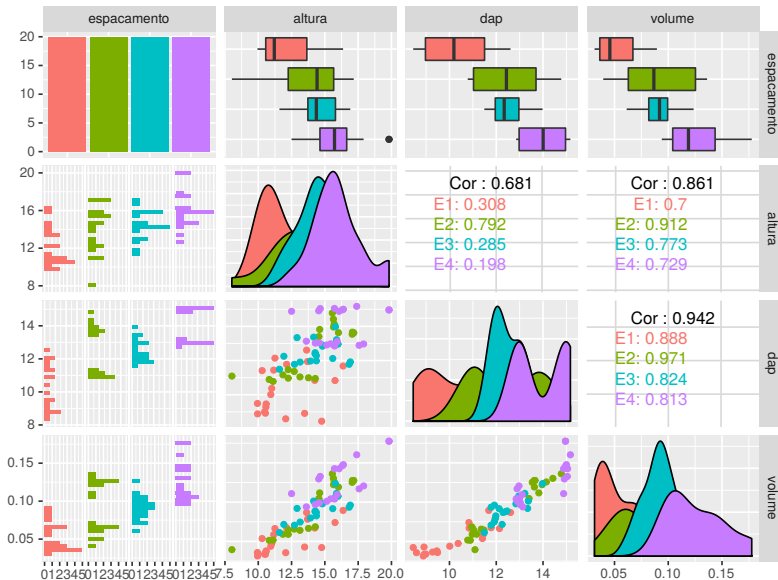 espacamento altura dap volume
20
15
10
5
0
espacamento
20
16
12
8
Cor : 0.681
E1: 0.308
E2: 0.792
E3: 0.285
E4: 0.198
Cor : 0.861
E1: 0.7
E2: 0.912
E3: 0.773
E4: 0.729
altura
14
12
10
8
Cor : 0.942
E1: 0.888
E2: 0.971
E3: 0.824
E4: 0.813
dap
0.15
0.10
0.05
volume
012345012345012345012345
7.5 10.0 12.5 15.0 17.5 20.0
10 12 14
0.05 0.10 0.15